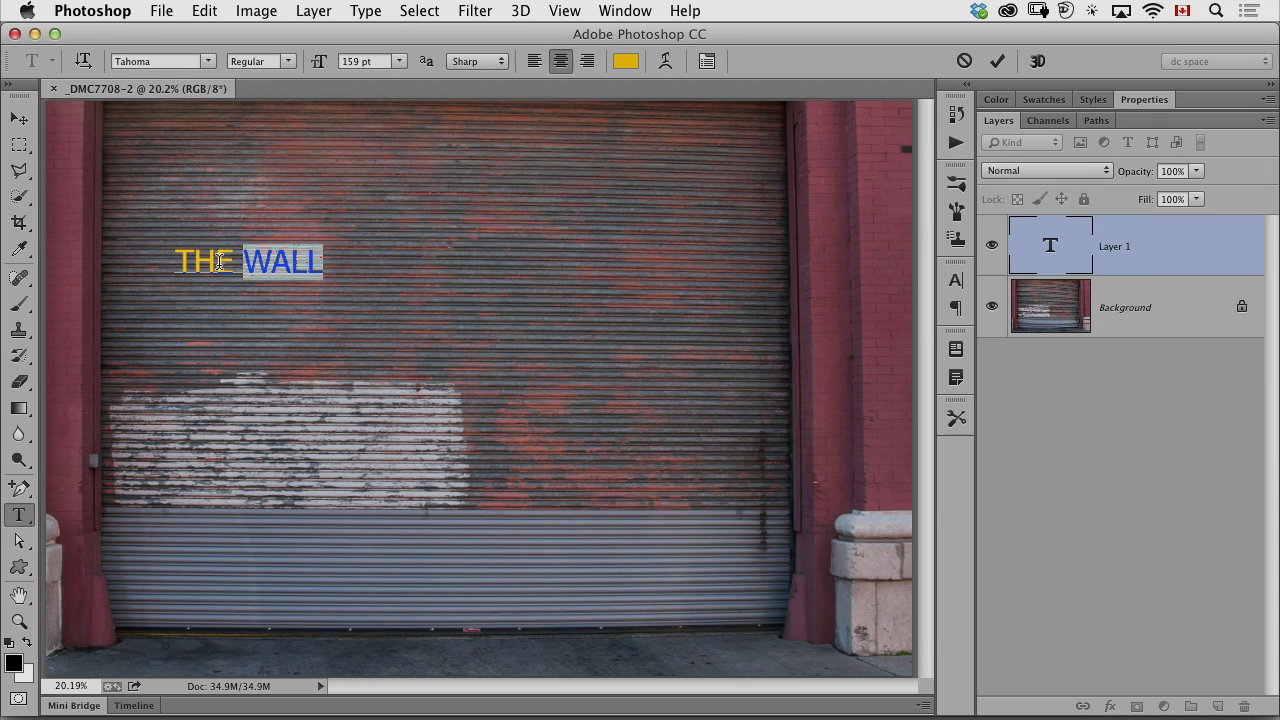 Photoshop File Edit Image Layer Type Select Filter 3D View Window Help
Adobe Photoshop CC
T Tahoma Regular 159 pt aa Sharp 3D dc space
× _DMC7708-2 @ 20.2% (RGB/8*)
Color Swatches Styles Properties
Layers Channels Paths
Kind
Normal Opacity: 100%
Lock: Fill: 100%
THE WALL
T Layer 1
Background
20.19% Doc: 34.9M/34.9M
Mini Bridge Timeline